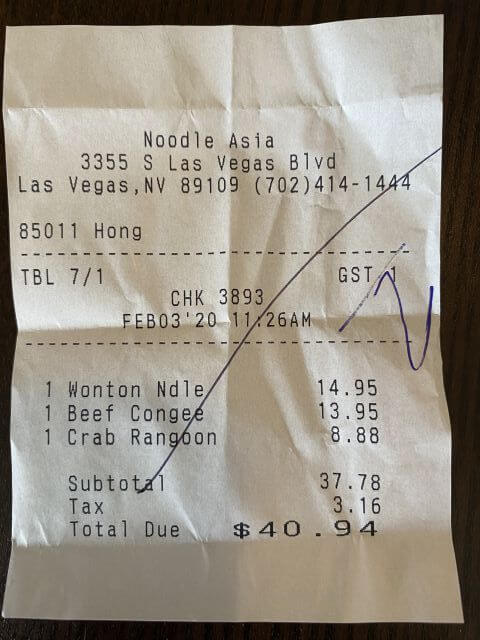 Noodle Asia
3355 S Las Vegas Blvd
Las Vegas,NV 89109 (702)414-1444
85011 Hong
TBL 7/1 GST 1
CHK 3893
FEB03'20 11:26AM
1 Wonton Ndle 14.95
1 Beef Congee 13.95
1 Crab Rangoon 8.88
Subtotal 37.78
Tax 3.16
Total Due $40.94